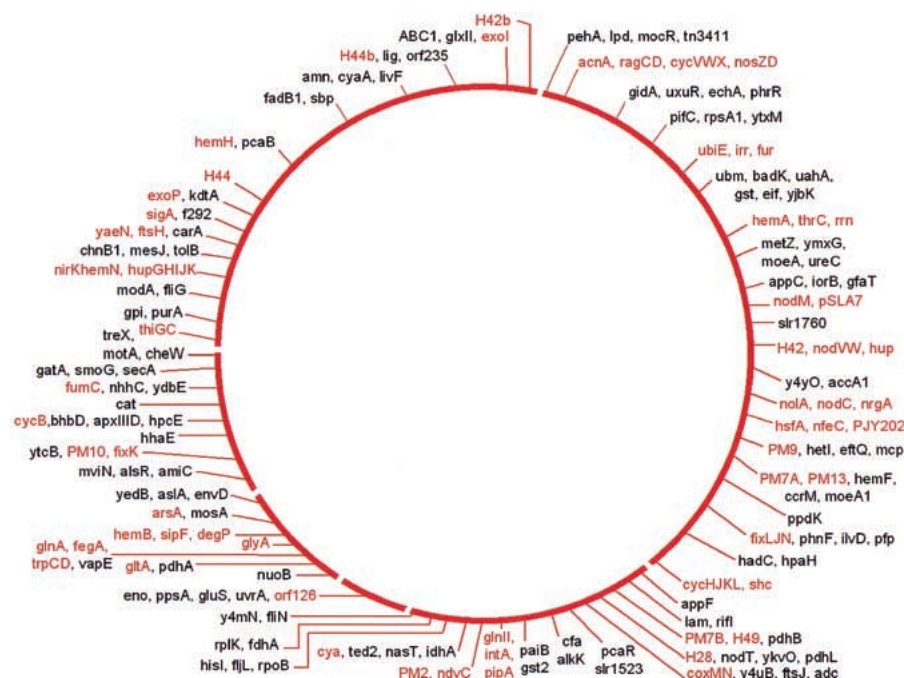 H42b
ABC1, glxII, exoI
H44b, lig, orf235
amn, cyaA, livF
fadB1, sbp
hemH, pcaB
H44
exoP, kdtA
sigA, f292
yaeN, ftsH, carA
chnB1, mesJ, tolB
nirKhemN, hupGHIJK
modA, fliG
gpi, purA
treX, thiGC
motA, cheW
gatA, smoG, secA
fumC, nhhC, ydbE
cat
cycB,bhbD, apxIIID, hpcE
hhaE
ytcB, PM10, fixK
mviN, alsR, amiC
yedB, aslA, envD
arsA, mosA
hemB, sipF, degP
glyA
glnA, fegA,
trpCD, vapE
gltA, pdhA
nuoB
eno, ppsA, gluS, uvrA, orf126
y4mN, fliN
rplK, fdhA
hisI, fljL, rpoB
cya, ted2, nasT, idhA
PM2, ndvC
glnII,
intA,
pipA
paiB
gst2
cfa
alkK
pcaR
slr1523
pehA, lpd, mocR, tn3411
acnA, ragCD, cycVWX, nosZD
gidA, uxuR, echA, phrR
pifC, rpsA1, ytxM
ubiE, irr, fur
ubm, badK, uahA,
gst, eif, yjbK
hemA, thrC, rrn
metZ, ymxG,
moeA, ureC
appC, iorB, gfaT
nodM, pSLA7
slr1760
H42, nodVW, hup
y4yO, accA1
nolA, nodC, nrgA
hsfA, nfeC, PJY202
PM9, hetI, eftQ, mcp
PM7A, PM13, hemF,
ccrM, moeA1
ppdK
fixLJN, phnF, ilvD, pfp
hadC, hpaH
cycHJKL, shc
appF
lam, rifI
PM7B, H49, pdhB
H28, nodT, ykvO, pdhL
coxMN, y4uB, ftsJ, adc